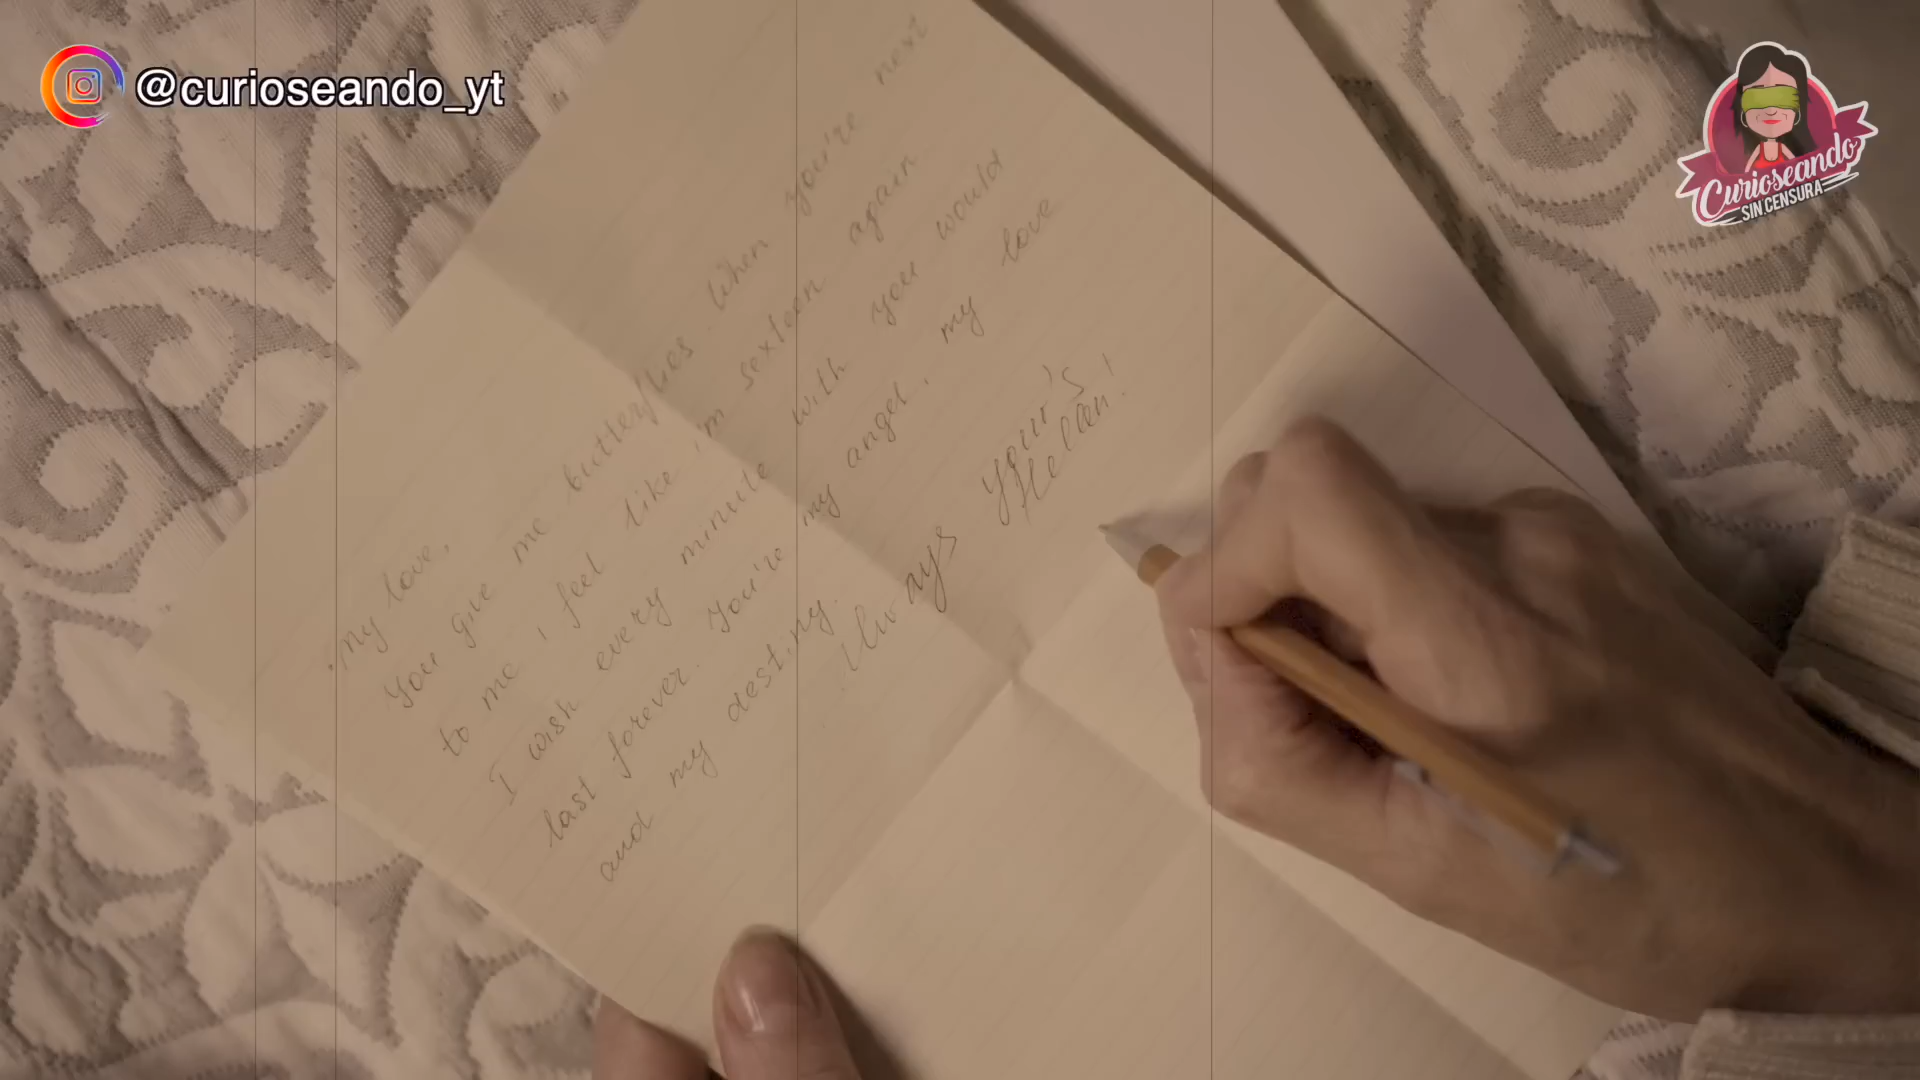 @curioseando_yt
Curioseando
SIN CENSURA
My love,
You give me butterflies. When you're next
to me i feel like i'm sexteen again
I wish every minute with you would
last forever. You're my angel, my love
and my destiny.
Always your's
Helen!